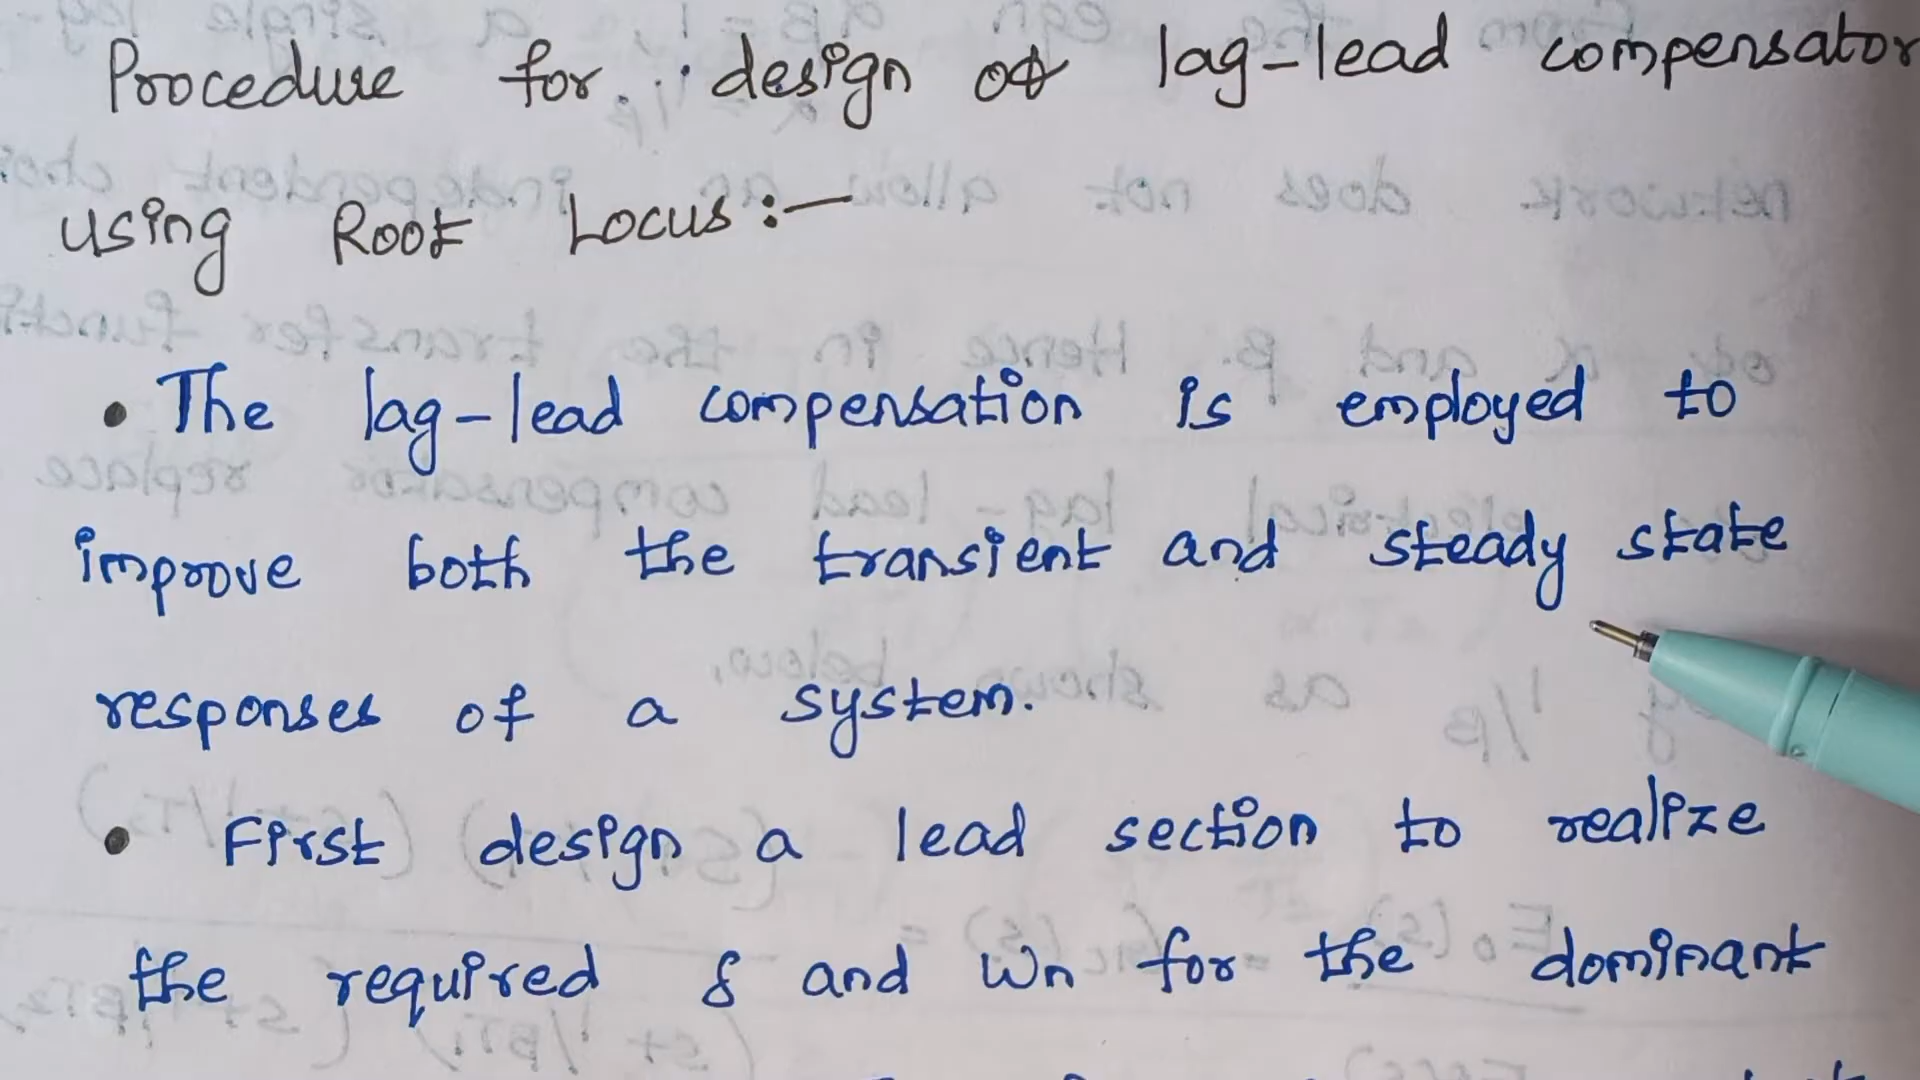 Procedure for design of lag-lead compensator
using Root Locus:-
• The lag-lead compensation is employed to
improve both the transient and steady state
responses of a system.
• First design a lead section to realize
the required δ and ωn for the dominant